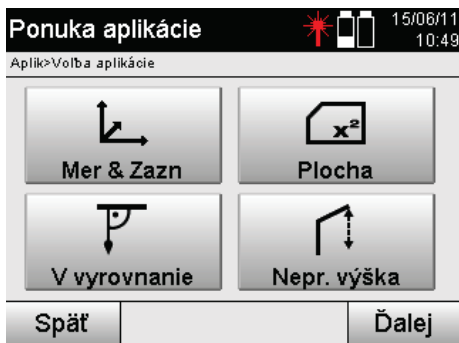 Ponuka aplikácie
15/06/11
10:49
Aplik>Voľba aplikácie
Mer & Zazn
x²
Plocha
V vyrovnanie
Nepr. výška
Späť
Ďalej